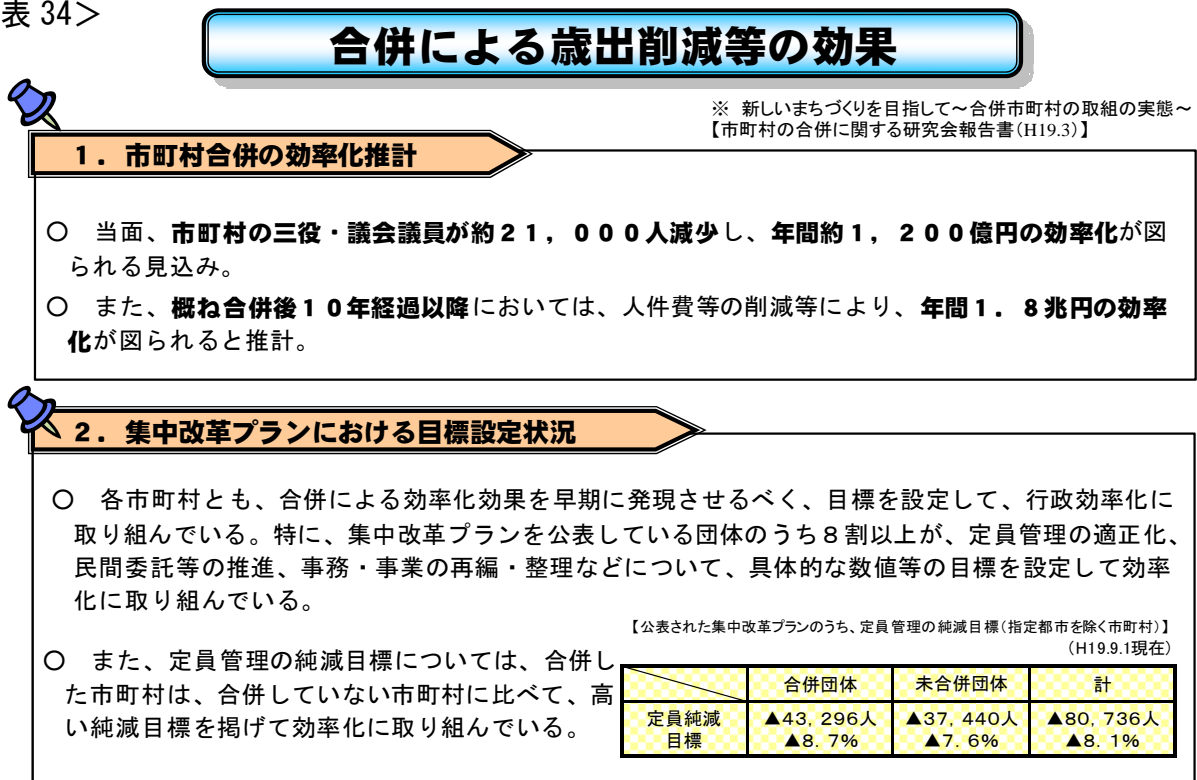 表 34＞
合併による歳出削減等の効果
※ 新しいまちづくりを目指して～合併市町村の取組の実態～
【市町村の合併に関する研究会報告書（H19.3）】
１．市町村合併の効率化推計
○ 当面、市町村の三役・議会議員が約２１，０００人減少し、年間約１，２００億円の効率化が図
られる見込み。
○ また、概ね合併後１０年経過以降においては、人件費等の削減等により、年間１．８兆円の効率
化が図られると推計。
２．集中改革プランにおける目標設定状況
○ 各市町村とも、合併による効率化効果を早期に発現させるべく、目標を設定して、行政効率化に
取り組んでいる。特に、集中改革プランを公表している団体のうち８割以上が、定員管理の適正化、
民間委託等の推進、事務・事業の再編・整理などについて、具体的な数値等の目標を設定して効率
化に取り組んでいる。
【公表された集中改革プランのうち、定員管理の純減目標（指定都市を除く市町村）】
（H19.9.1現在）
○ また、定員管理の純減目標については、合併し
た市町村は、合併していない市町村に比べて、高
い純減目標を掲げて効率化に取り組んでいる。
合併団体 未合併団体 計
定員純減 ▲43，296人 ▲37，440人 ▲80，736人
目標 ▲8．7％ ▲7．6％ ▲8．1％